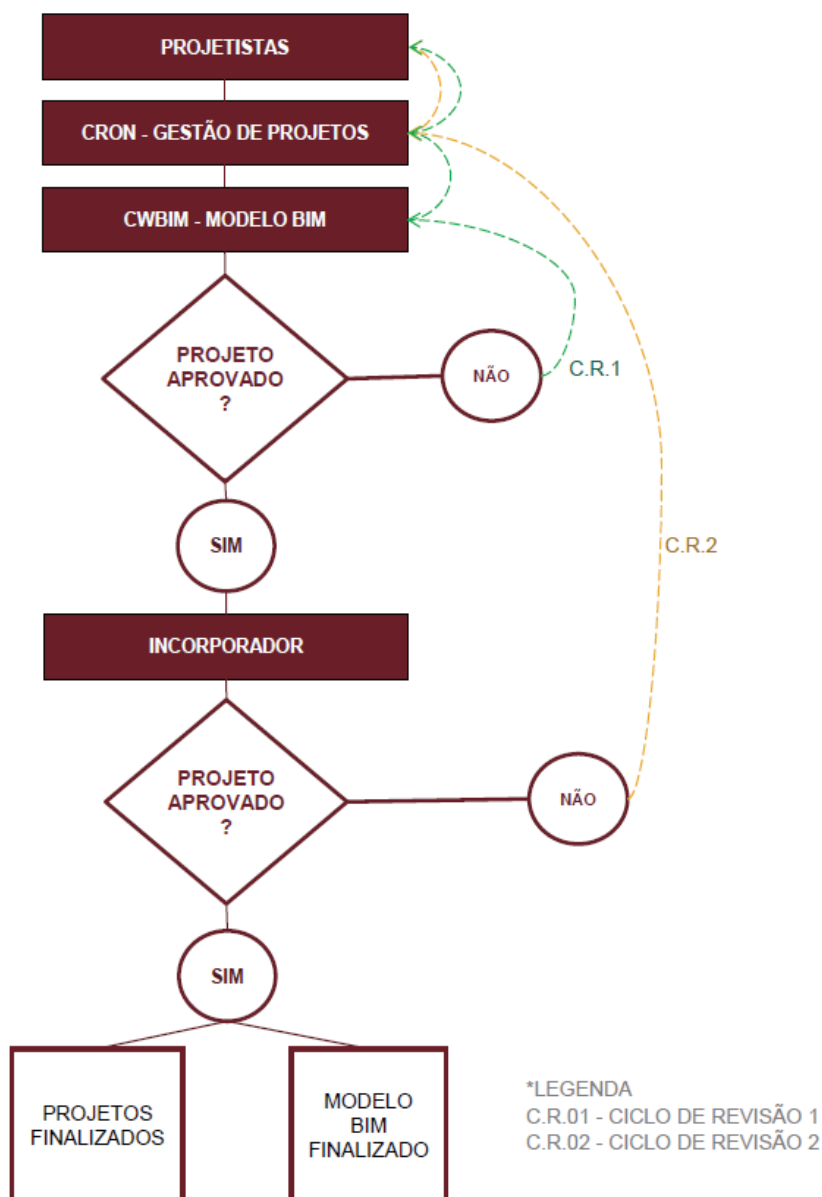 PROJETISTAS
CRON - GESTÃO DE PROJETOS
CWBIM - MODELO BIM
PROJETO
APROVADO
?
NÃO
C.R.1
SIM
C.R.2
INCORPORADOR
PROJETO
APROVADO
?
NÃO
SIM
PROJETOS
FINALIZADOS
MODELO
BIM
FINALIZADO
*LEGENDA
C.R.01 - CICLO DE REVISÃO 1
C.R.02 - CICLO DE REVISÃO 2